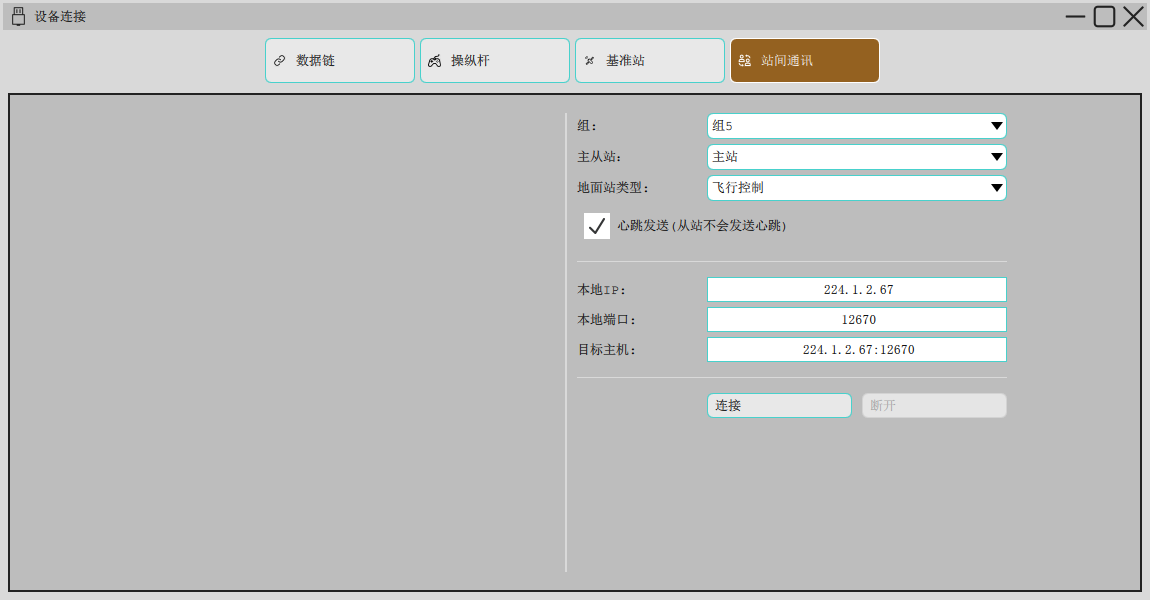 设备连接
数据链 操纵杆 基准站 站间通讯
组: 组5
主从站: 主站
地面站类型: 飞行控制
心跳发送(从站不会发送心跳)
本地IP: 224.1.2.67
本地端口: 12670
目标主机: 224.1.2.67:12670
连接 断开